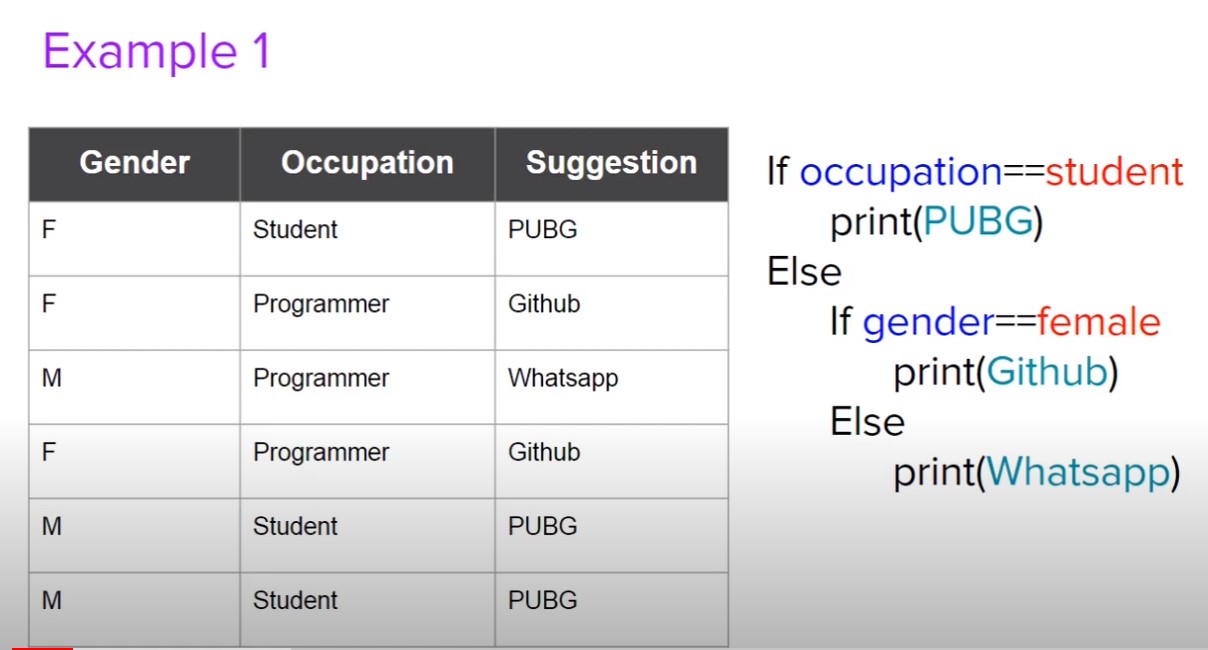 Example 1
Gender Occupation Suggestion
F Student PUBG
F Programmer Github
M Programmer Whatsapp
F Programmer Github
M Student PUBG
M Student PUBG
If occupation==student
print(PUBG)
Else
If gender==female
print(Github)
Else
print(Whatsapp)